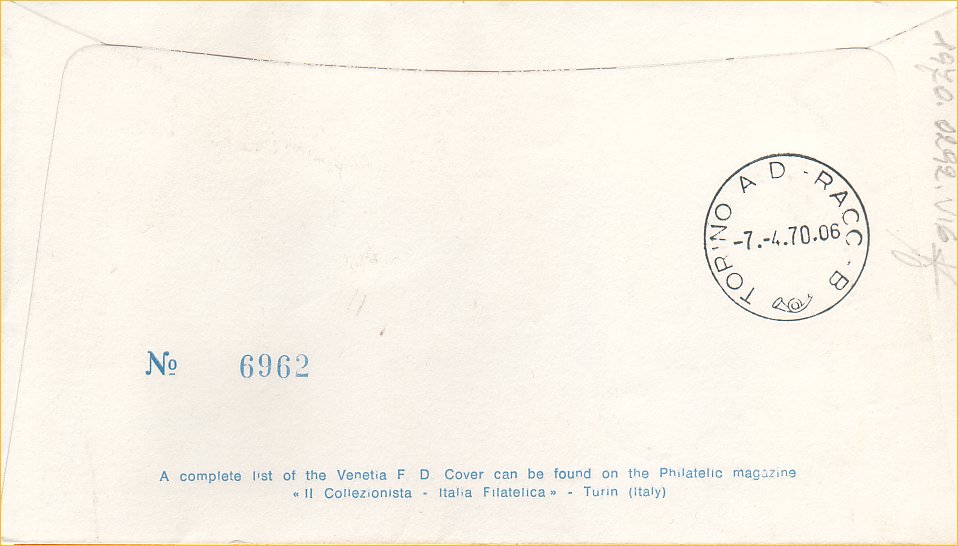 TORINO A D - RACC - B
-7.-4.70.06
№ 6962
A complete list of the Venetia F. D. Cover can be found on the Philatelic magazine
« Il Collezionista - Italia Filatelica » - Turin (Italy)